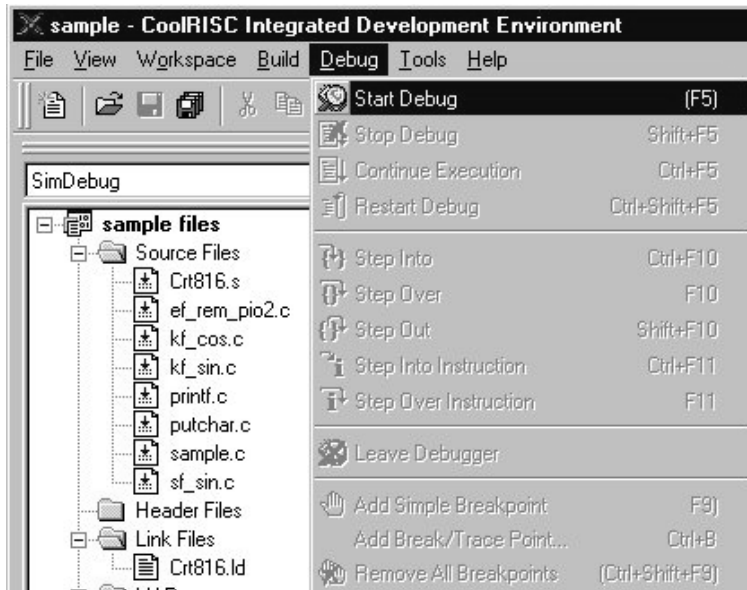 sample - CoolRISC Integrated Development Environment
File View Workspace Build Debug Tools Help
SimDebug
sample files
Source Files
Crt816.s
ef_rem_pio2.c
kf_cos.c
kf_sin.c
printf.c
putchar.c
sample.c
sf_sin.c
Header Files
Link Files
Crt816.ld
Start Debug (F5)
Stop Debug Shift+F5
Continue Execution Ctrl+F5
Restart Debug Ctrl+Shift+F5
Step Into Ctrl+F10
Step Over F10
Step Out Shift+F10
Step Into Instruction Ctrl+F11
Step Over Instruction F11
Leave Debugger
Add Simple Breakpoint F9)
Add Break/Trace Point... Ctrl+B
Remove All Breakpoints (Ctrl+Shift+F9)